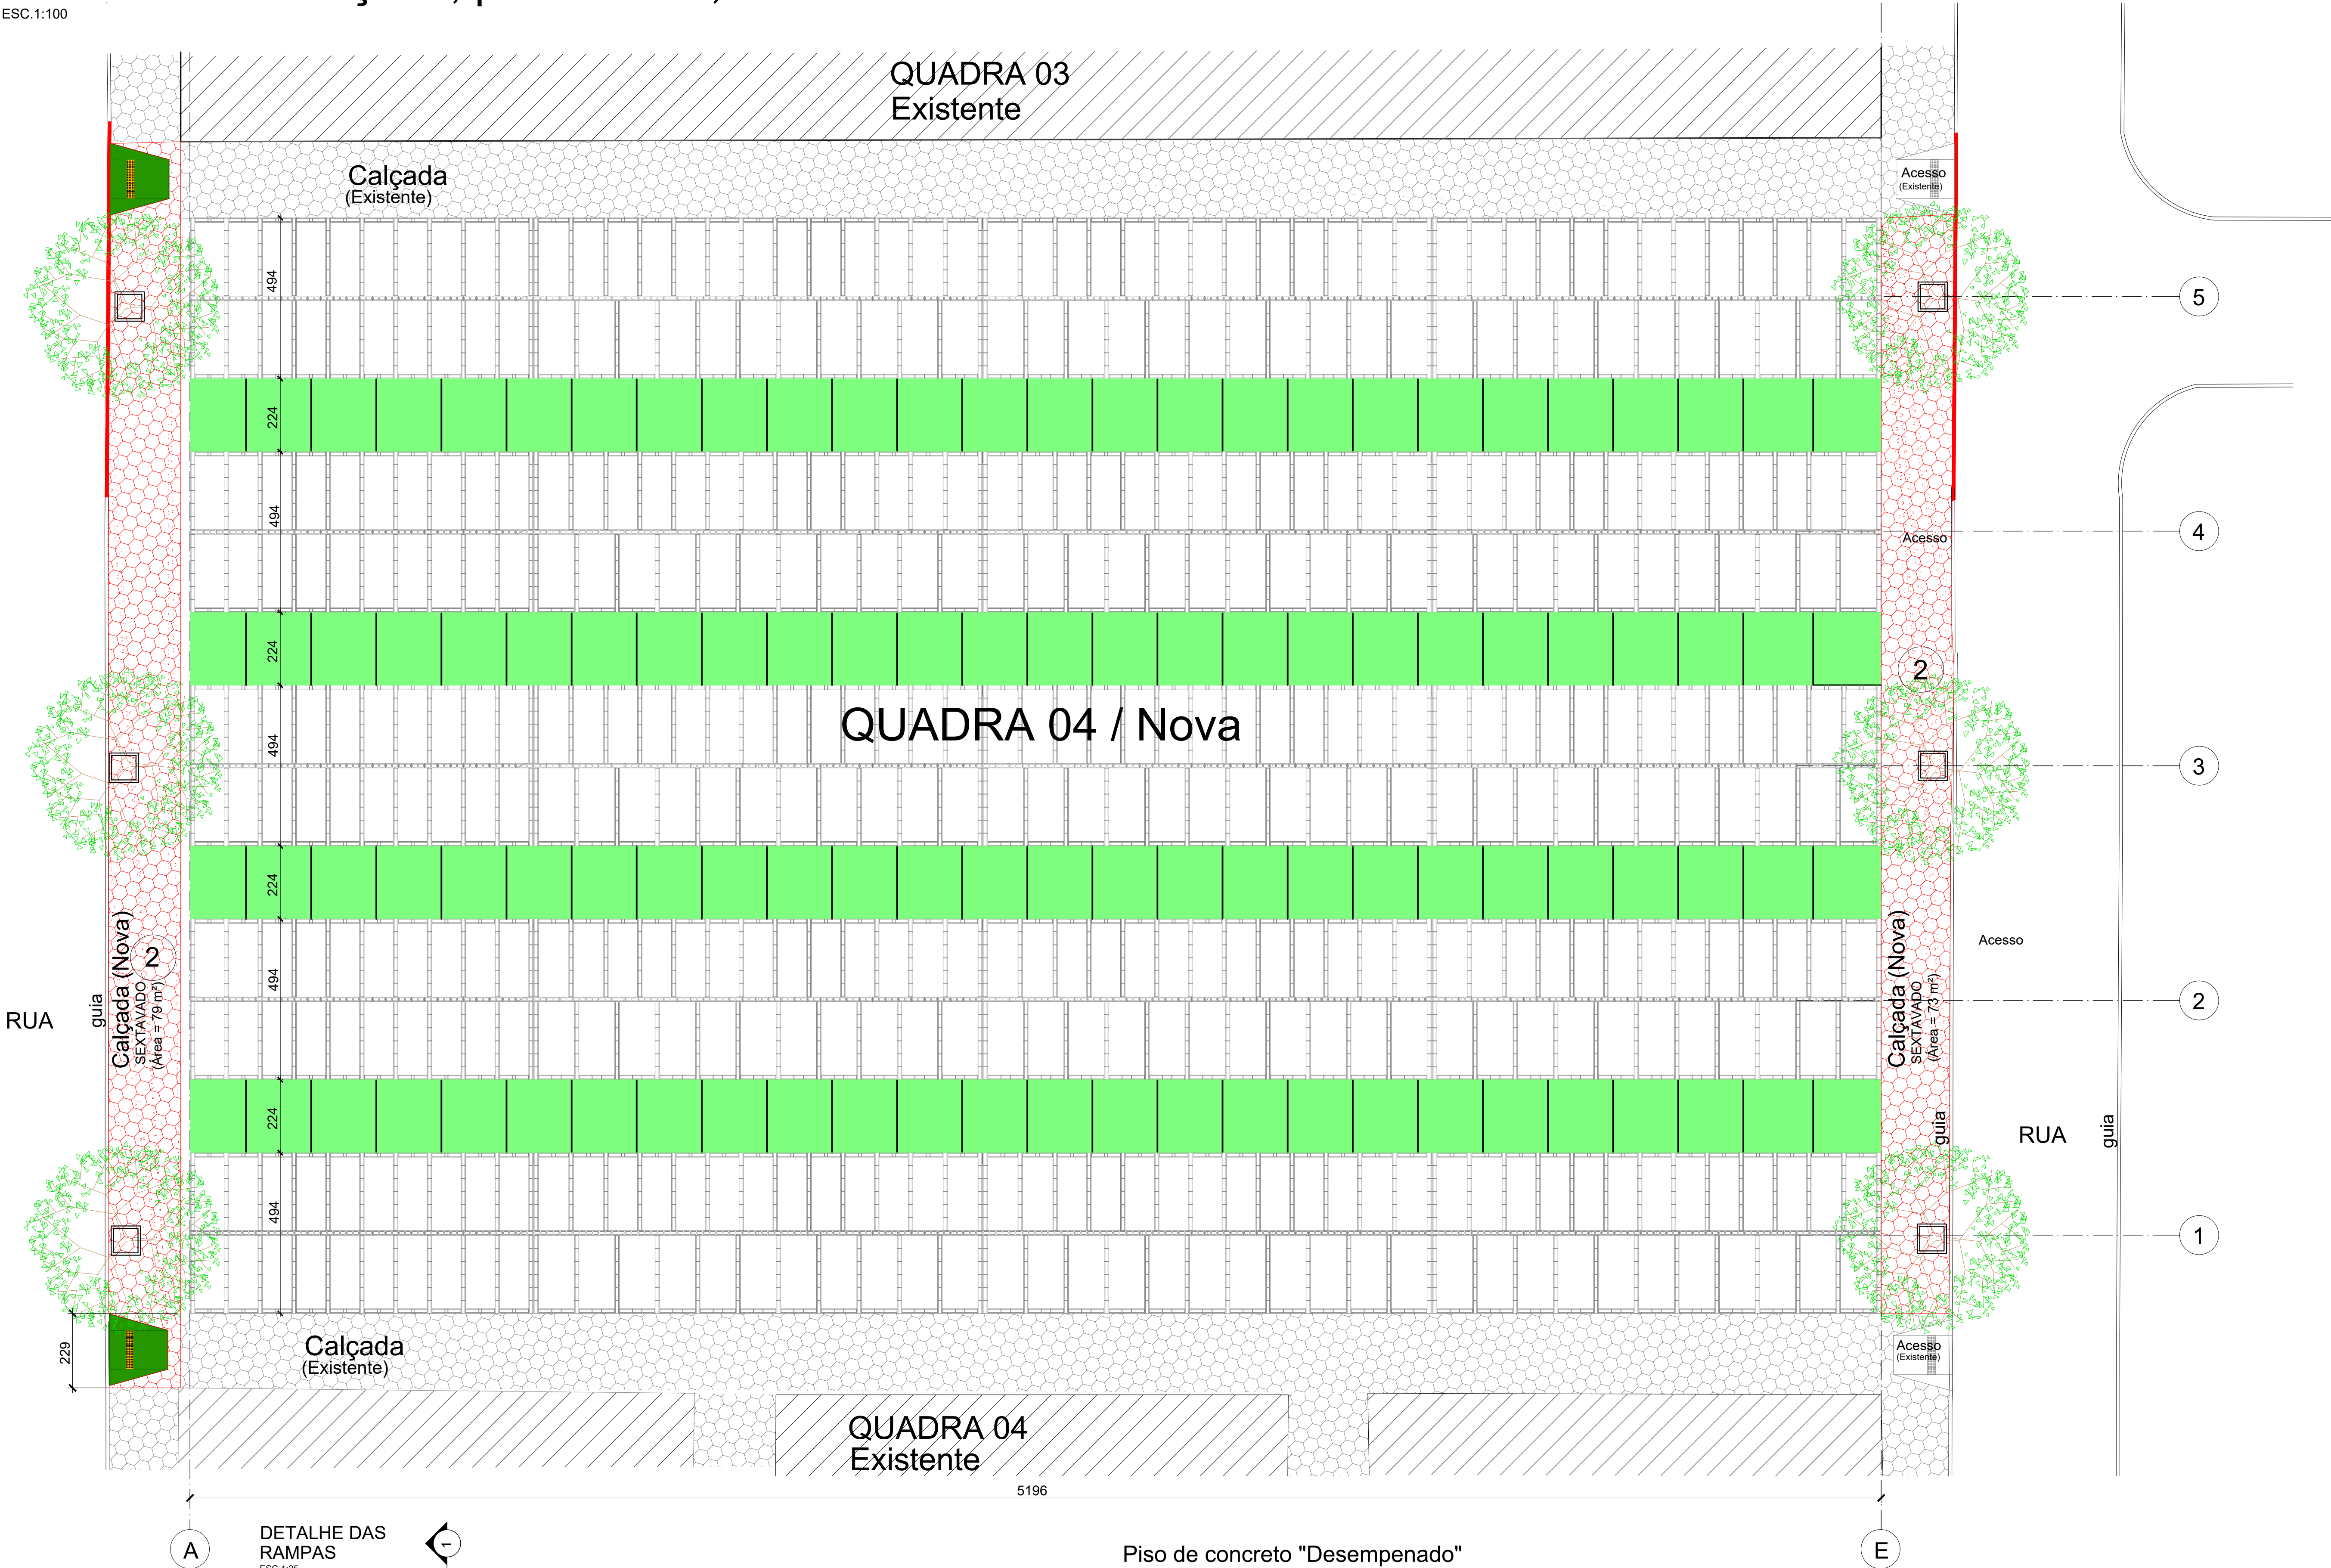 ESC.1:100
QUADRA 03
Existente
Calçada
(Existente)
Acesso
(Existente)
494
5
224
494
4
Acesso
224
2
QUADRA 04 / Nova
494
3
224
Calçada (Nova)
SEXTAVADO
(Área = 79 m²)
2
guia
RUA
494
Calçada (Nova)
SEXTAVADO
(Área = 73 m²)
Acesso
2
224
guia
RUA
guia
494
1
229
Calçada
(Existente)
Acesso
(Existente)
QUADRA 04
Existente
5196
A
DETALHE DAS
RAMPAS
1
Piso de concreto "Desempenado"
E